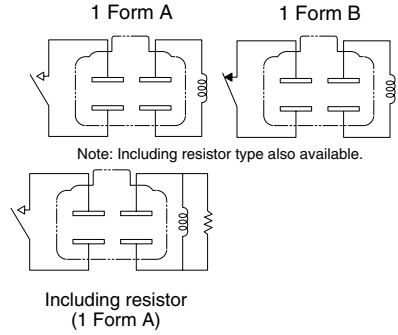 1 Form A
1 Form B
Note: Including resistor type also available.
Including resistor
(1 Form A)